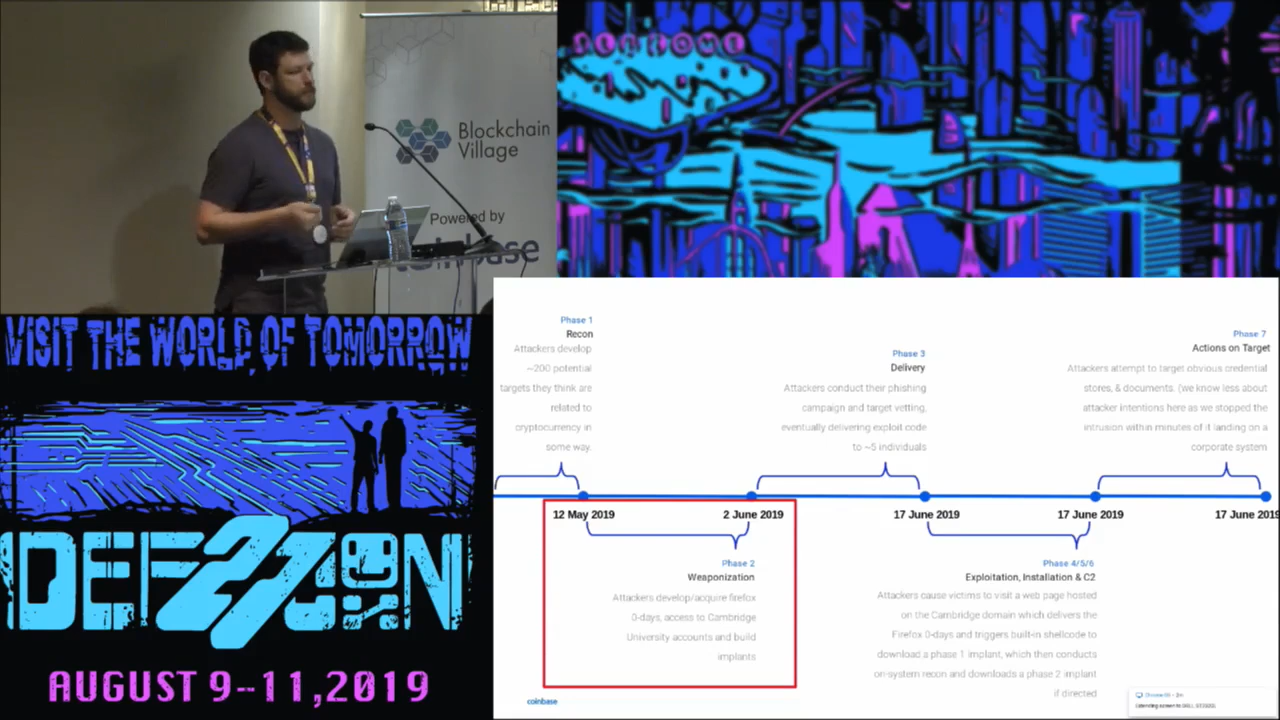 WELCOME
Blockchain
Village
Powered by
VISIT THE WORLD OF TOMORROW
DEFCON
AUGUST 9-11,2019
Phase 1
Recon
Attackers develop
~200 potential
targets they think are
related to
cryptocurrency in
some way.
Phase 3
Delivery
Attackers conduct their phishing
campaign and target vetting,
eventually delivering exploit code
to ~5 individuals
Phase 7
Actions on Target
Attackers attempt to target obvious credential
stores, & documents. (we know less about
attacker intentions here as we stopped the
intrusion within minutes of it landing on a
corporate system
12 May 2019
2 June 2019
17 June 2019
17 June 2019
17 June 2019
Phase 2
Weaponization
Attackers develop/acquire firefox
0-days, access to Cambridge
University accounts and build
implants
Phase 4/5/6
Exploitation, Installation & C2
Attackers cause victims to visit a web page hosted
on the Cambridge domain which delivers the
Firefox 0-days and triggers built-in shellcode to
download a phase 1 implant, which then conducts
on-system recon and downloads a phase 2 implant
if directed
coinbase